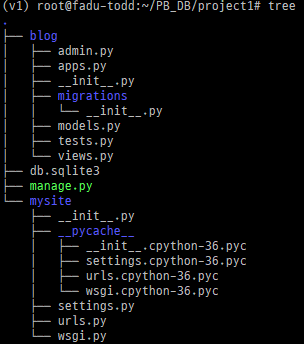 (v1) root@fadu-todd:~/PB_DB/project1# tree
.
├── blog
│   ├── admin.py
│   ├── apps.py
│   ├── __init__.py
│   ├── migrations
│   │   └── __init__.py
│   ├── models.py
│   ├── tests.py
│   └── views.py
├── db.sqlite3
├── manage.py
└── mysite
    ├── __init__.py
    ├── __pycache__
    │   ├── __init__.cpython-36.pyc
    │   ├── settings.cpython-36.pyc
    │   ├── urls.cpython-36.pyc
    │   └── wsgi.cpython-36.pyc
    ├── settings.py
    ├── urls.py
    └── wsgi.py